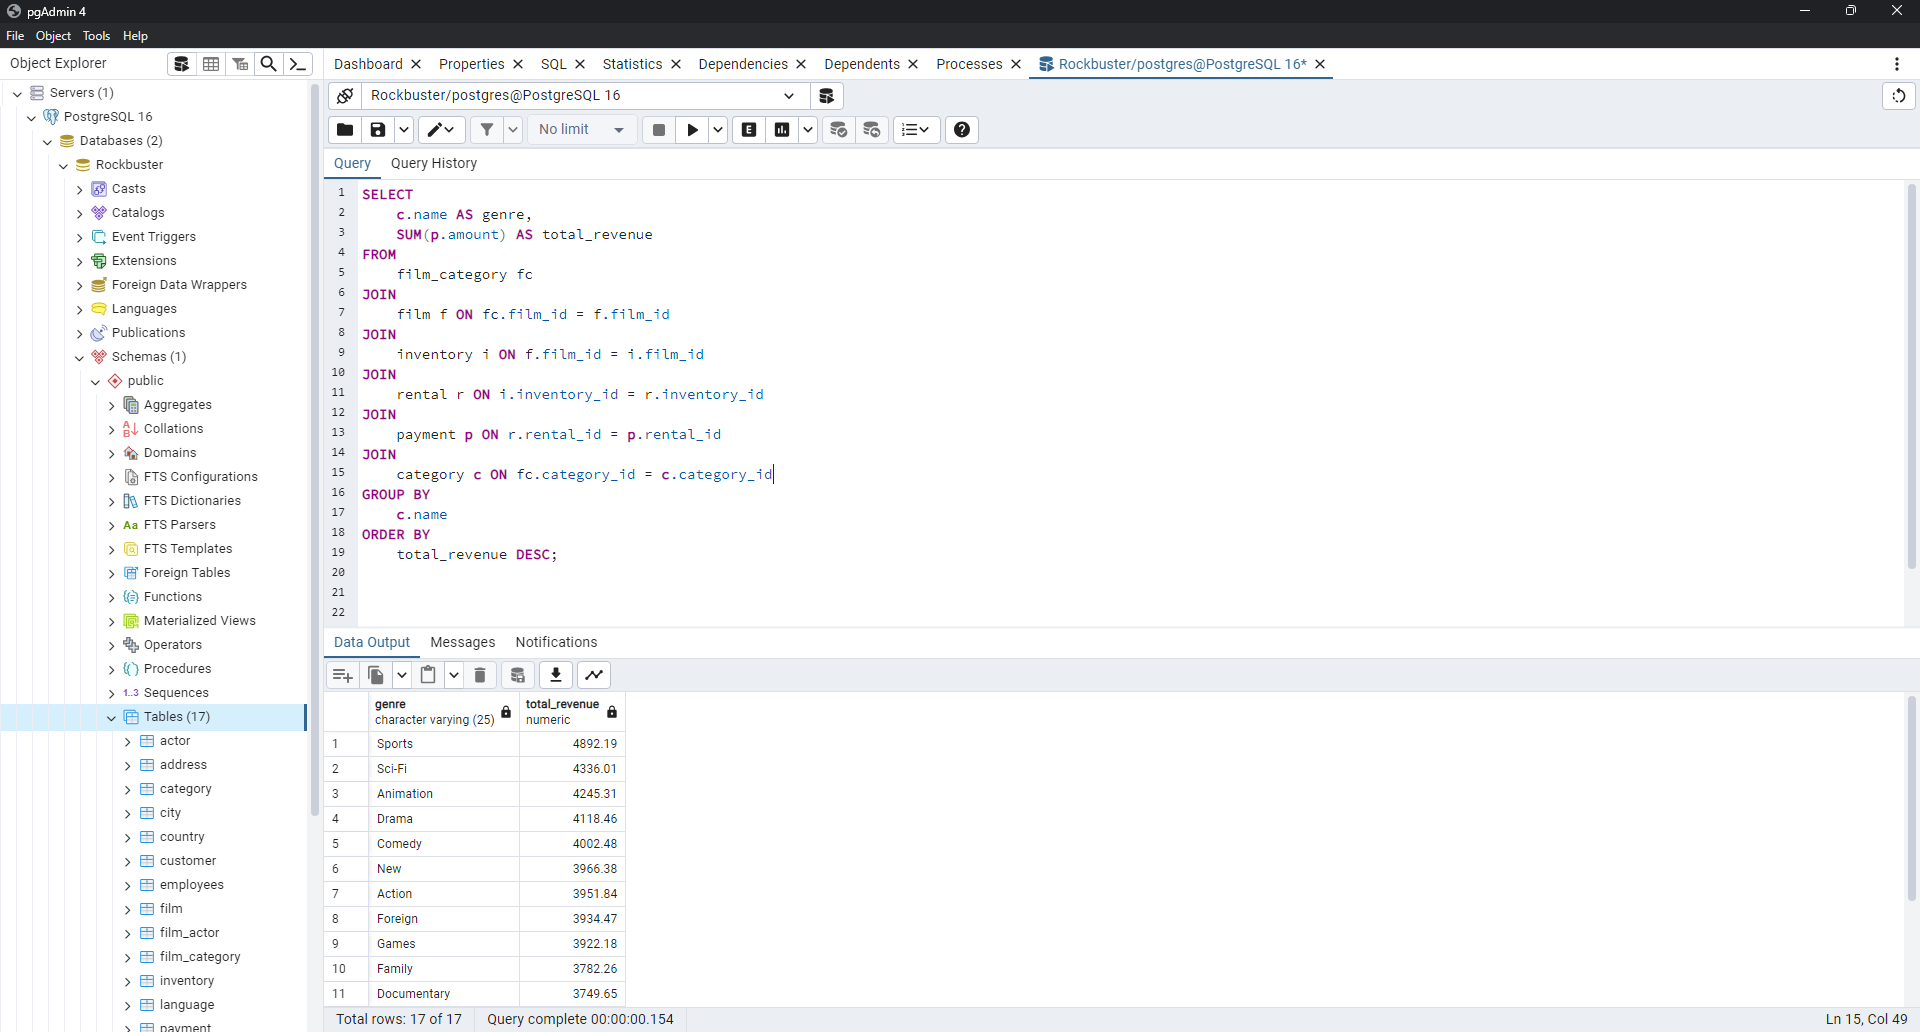 pgAdmin 4
File Object Tools Help
Object Explorer
Dashboard Properties SQL Statistics Dependencies Dependents Processes Rockbuster/postgres@PostgreSQL 16*
Servers (1)
PostgreSQL 16
Databases (2)
Rockbuster
Casts
Catalogs
Event Triggers
Extensions
Foreign Data Wrappers
Languages
Publications
Schemas (1)
public
Aggregates
Collations
Domains
FTS Configurations
FTS Dictionaries
Aa FTS Parsers
FTS Templates
Foreign Tables
Functions
Materialized Views
Operators
Procedures
1..3 Sequences
Tables (17)
actor
address
category
city
country
customer
employees
film
film_actor
film_category
inventory
language
payment
Rockbuster/postgres@PostgreSQL 16
No limit
E
Query Query History
1 SELECT
2 c.name AS genre,
3 SUM(p.amount) AS total_revenue
4 FROM
5 film_category fc
6 JOIN
7 film f ON fc.film_id = f.film_id
8 JOIN
9 inventory i ON f.film_id = i.film_id
10 JOIN
11 rental r ON i.inventory_id = r.inventory_id
12 JOIN
13 payment p ON r.rental_id = p.rental_id
14 JOIN
15 category c ON fc.category_id = c.category_id
16 GROUP BY
17 c.name
18 ORDER BY
19 total_revenue DESC;
20
21
22
Data Output Messages Notifications
genre total_revenue
character varying (25) numeric
1 Sports 4892.19
2 Sci-Fi 4336.01
3 Animation 4245.31
4 Drama 4118.46
5 Comedy 4002.48
6 New 3966.38
7 Action 3951.84
8 Foreign 3934.47
9 Games 3922.18
10 Family 3782.26
11 Documentary 3749.65
Total rows: 17 of 17 Query complete 00:00:00.154 Ln 15, Col 49